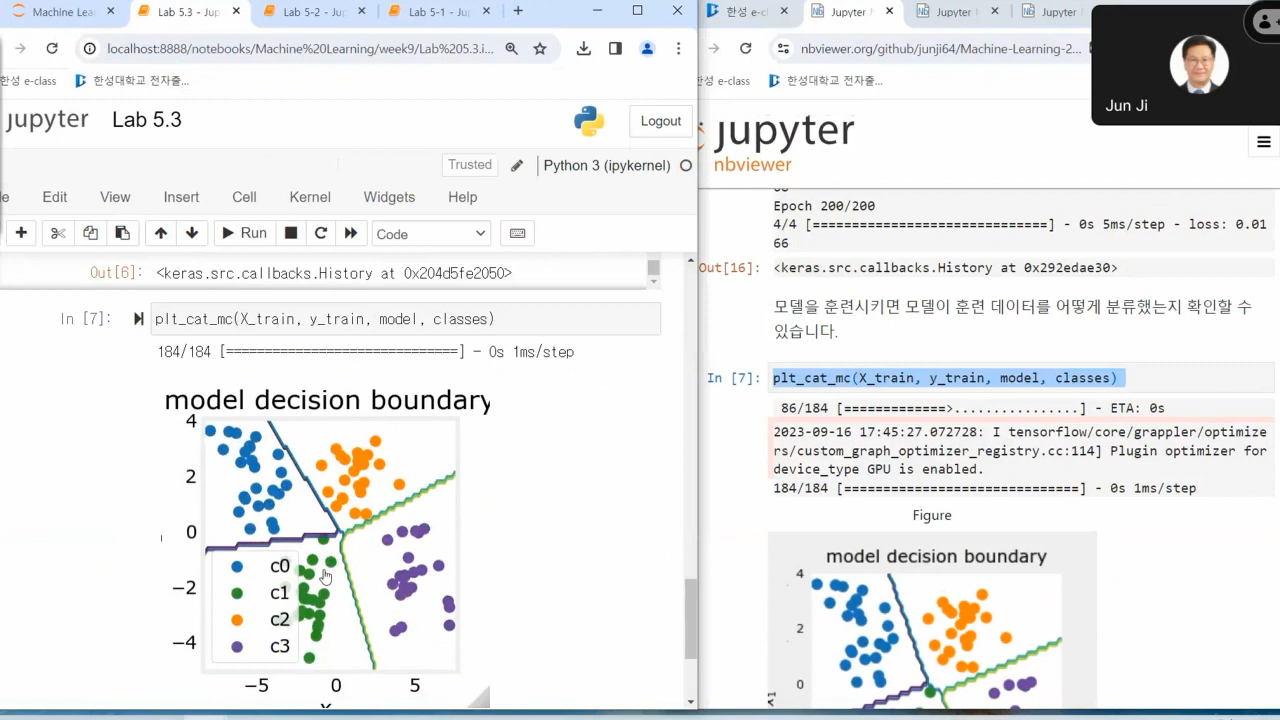 Machine Lea
Lab 5.3 - Jup
Lab 5-2 - Jup
Lab 5-1 - Jup
localhost:8888/notebooks/Machine%20Learning/week9/Lab%205.3.i...
한성 e-class
한성대학교 전자출...
jupyter Lab 5.3
Logout
Trusted
Python 3 (ipykernel)
Edit View Insert Cell Kernel Widgets Help
Run
Code
Out[6]: <keras.src.callbacks.History at 0x204d5fe2050>
In [7]: plt_cat_mc(X_train, y_train, model, classes)
184/184 [==============================] - 0s 1ms/step
model decision boundary
4
2
0
−2
−4
c0
c1
c2
c3
−5 0 5
x
한성 e-cl
Jupyter N
Jupyter
Jupyter
nbviewer.org/github/junji64/Machine-Learning-2...
e-class
한성대학교 전자출...
Jun Ji
jupyter
nbviewer
Epoch 200/200
4/4 [==============================] - 0s 5ms/step - loss: 0.01
66
Out[16]: <keras.src.callbacks.History at 0x292edae30>
모델을 훈련시키면 모델이 훈련 데이터를 어떻게 분류했는지 확인할 수
있습니다.
In [7]: plt_cat_mc(X_train, y_train, model, classes)
86/184 [=============>................] - ETA: 0s
2023-09-16 17:45:27.072728: I tensorflow/core/grappler/optimize
rs/custom_graph_optimizer_registry.cc:114] Plugin optimizer for
device_type GPU is enabled.
184/184 [==============================] - 0s 1ms/step
Figure
model decision boundary
4
2
0